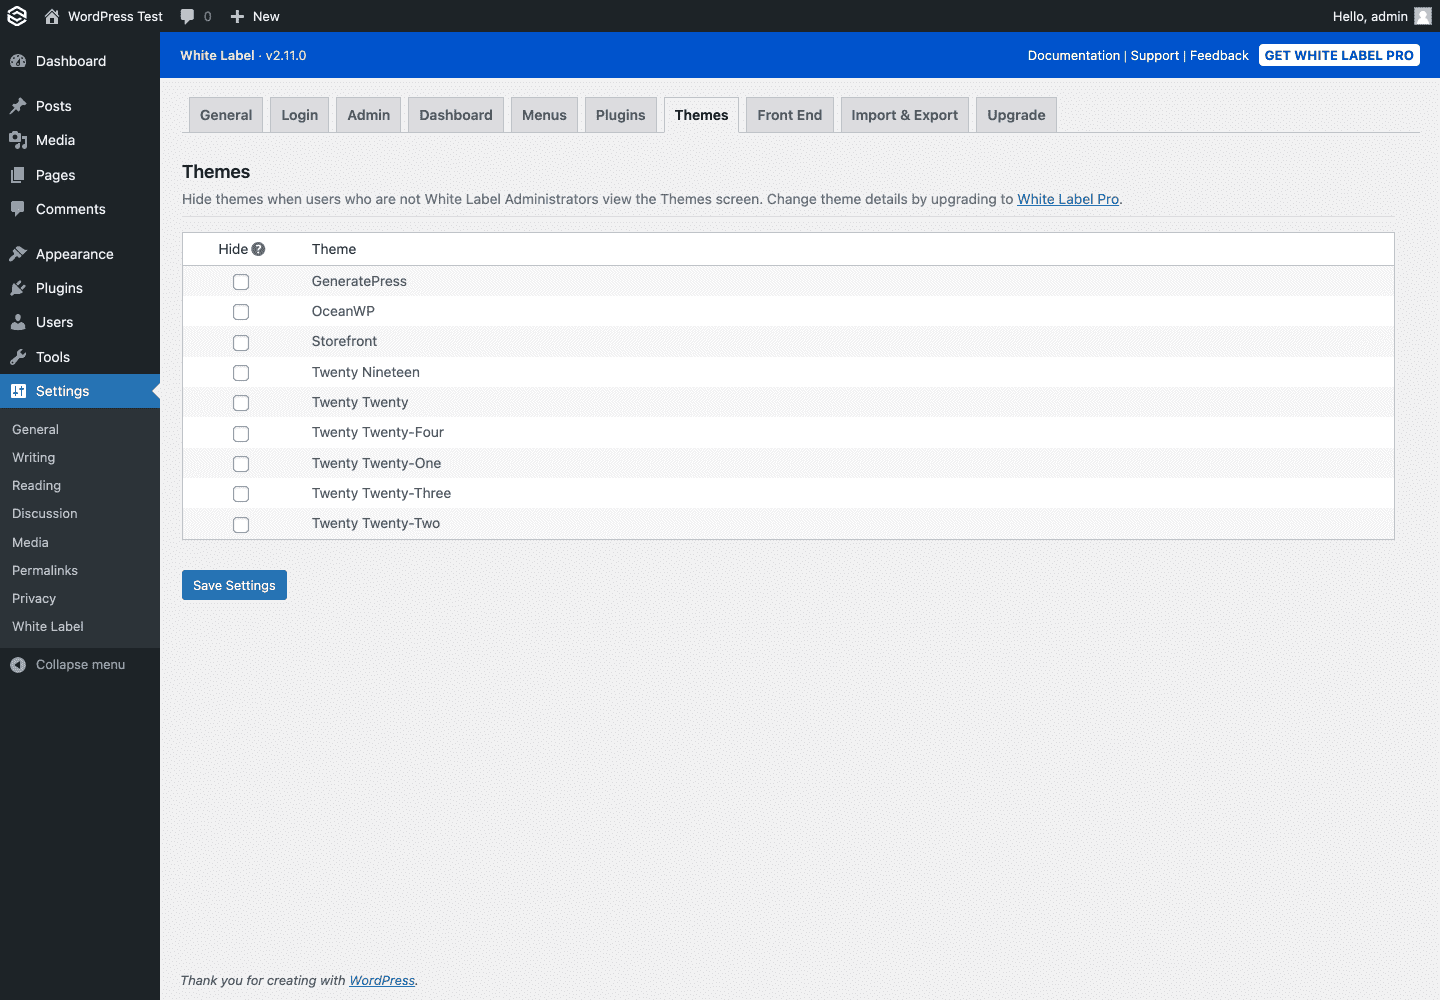 WordPress Test 0 New Hello, admin
White Label · v2.11.0 Documentation | Support | Feedback GET WHITE LABEL PRO
Dashboard
Posts
Media
Pages
Comments
Appearance
Plugins
Users
Tools
Settings
General
Writing
Reading
Discussion
Media
Permalinks
Privacy
White Label
Collapse menu
General Login Admin Dashboard Menus Plugins Themes Front End Import & Export Upgrade
Themes
Hide themes when users who are not White Label Administrators view the Themes screen. Change theme details by upgrading to White Label Pro.
Hide ? Theme
GeneratePress
OceanWP
Storefront
Twenty Nineteen
Twenty Twenty
Twenty Twenty-Four
Twenty Twenty-One
Twenty Twenty-Three
Twenty Twenty-Two
Save Settings
Thank you for creating with WordPress.